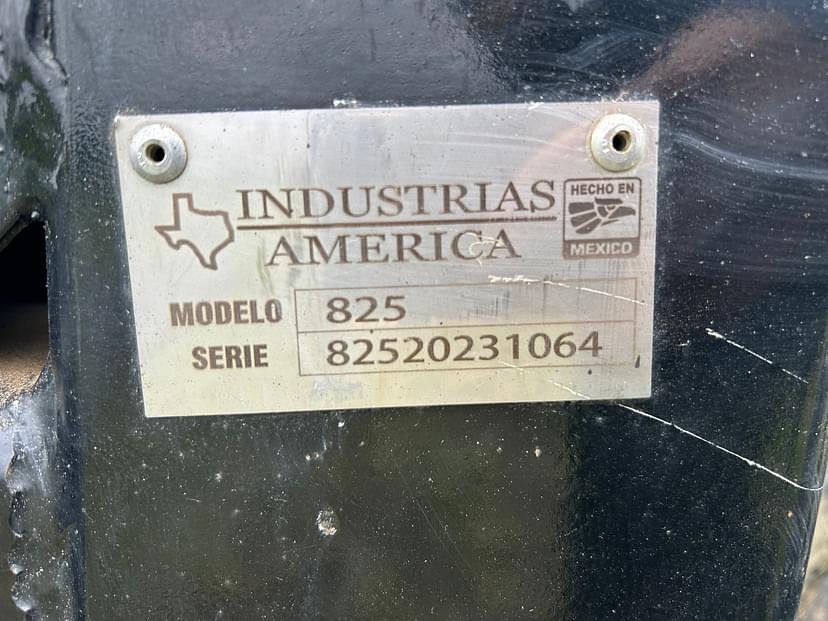 INDUSTRIAS
AMERICA
HECHO EN
MEXICO
MODELO 825
SERIE 82520231064